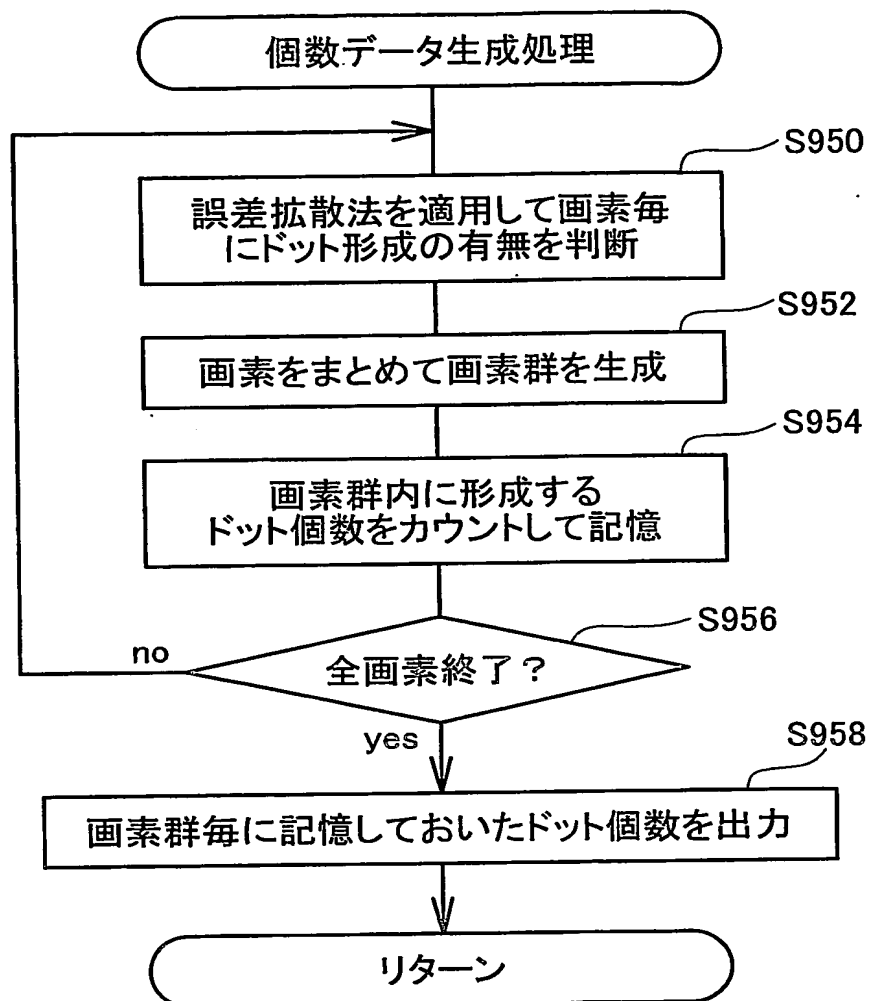 個数データ生成処理
S950
誤差拡散法を適用して画素毎
にドット形成の有無を判断
S952
画素をまとめて画素群を生成
S954
画素群内に形成する
ドット個数をカウントして記憶
S956
no
全画素終了？
yes
S958
画素群毎に記憶しておいたドット個数を出力
リターン